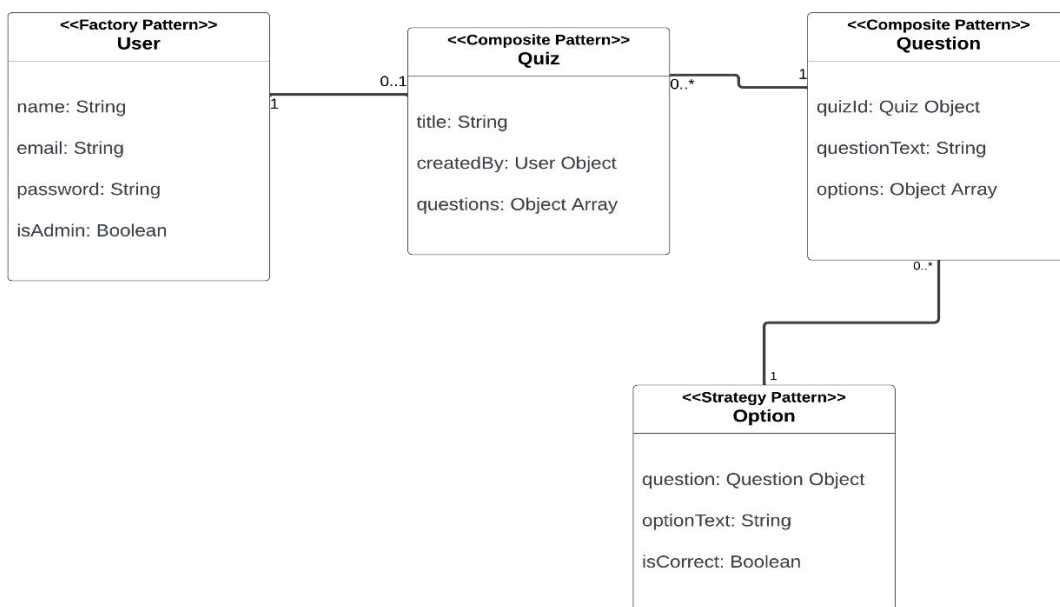 <<Factory Pattern>>
User
name: String
email: String
password: String
isAdmin: Boolean
1
0..1
<<Composite Pattern>>
Quiz
title: String
createdBy: User Object
questions: Object Array
0..*
1
<<Composite Pattern>>
Question
quizId: Quiz Object
questionText: String
options: Object Array
0..*
1
<<Strategy Pattern>>
Option
question: Question Object
optionText: String
isCorrect: Boolean